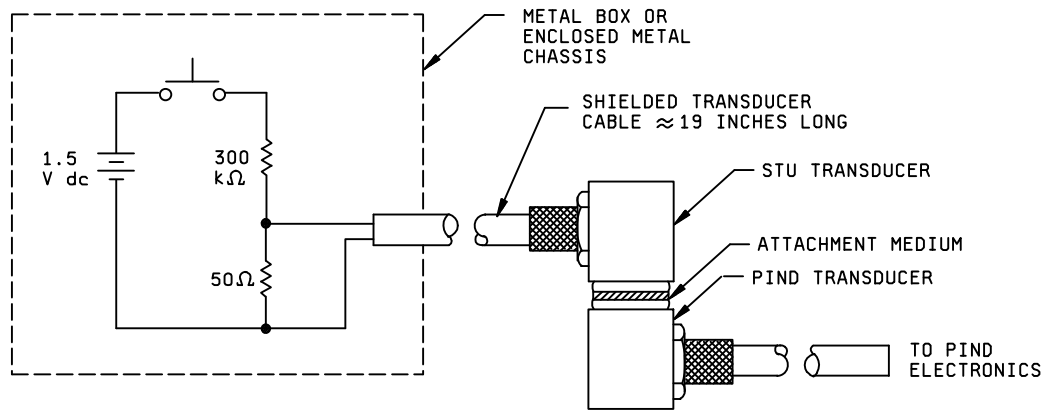 METAL BOX OR
ENCLOSED METAL
CHASSIS
SHIELDED TRANSDUCER
CABLE ≈19 INCHES LONG
1.5
V dc
300
kΩ
STU TRANSDUCER
ATTACHMENT MEDIUM
50Ω
PIND TRANSDUCER
TO PIND
ELECTRONICS